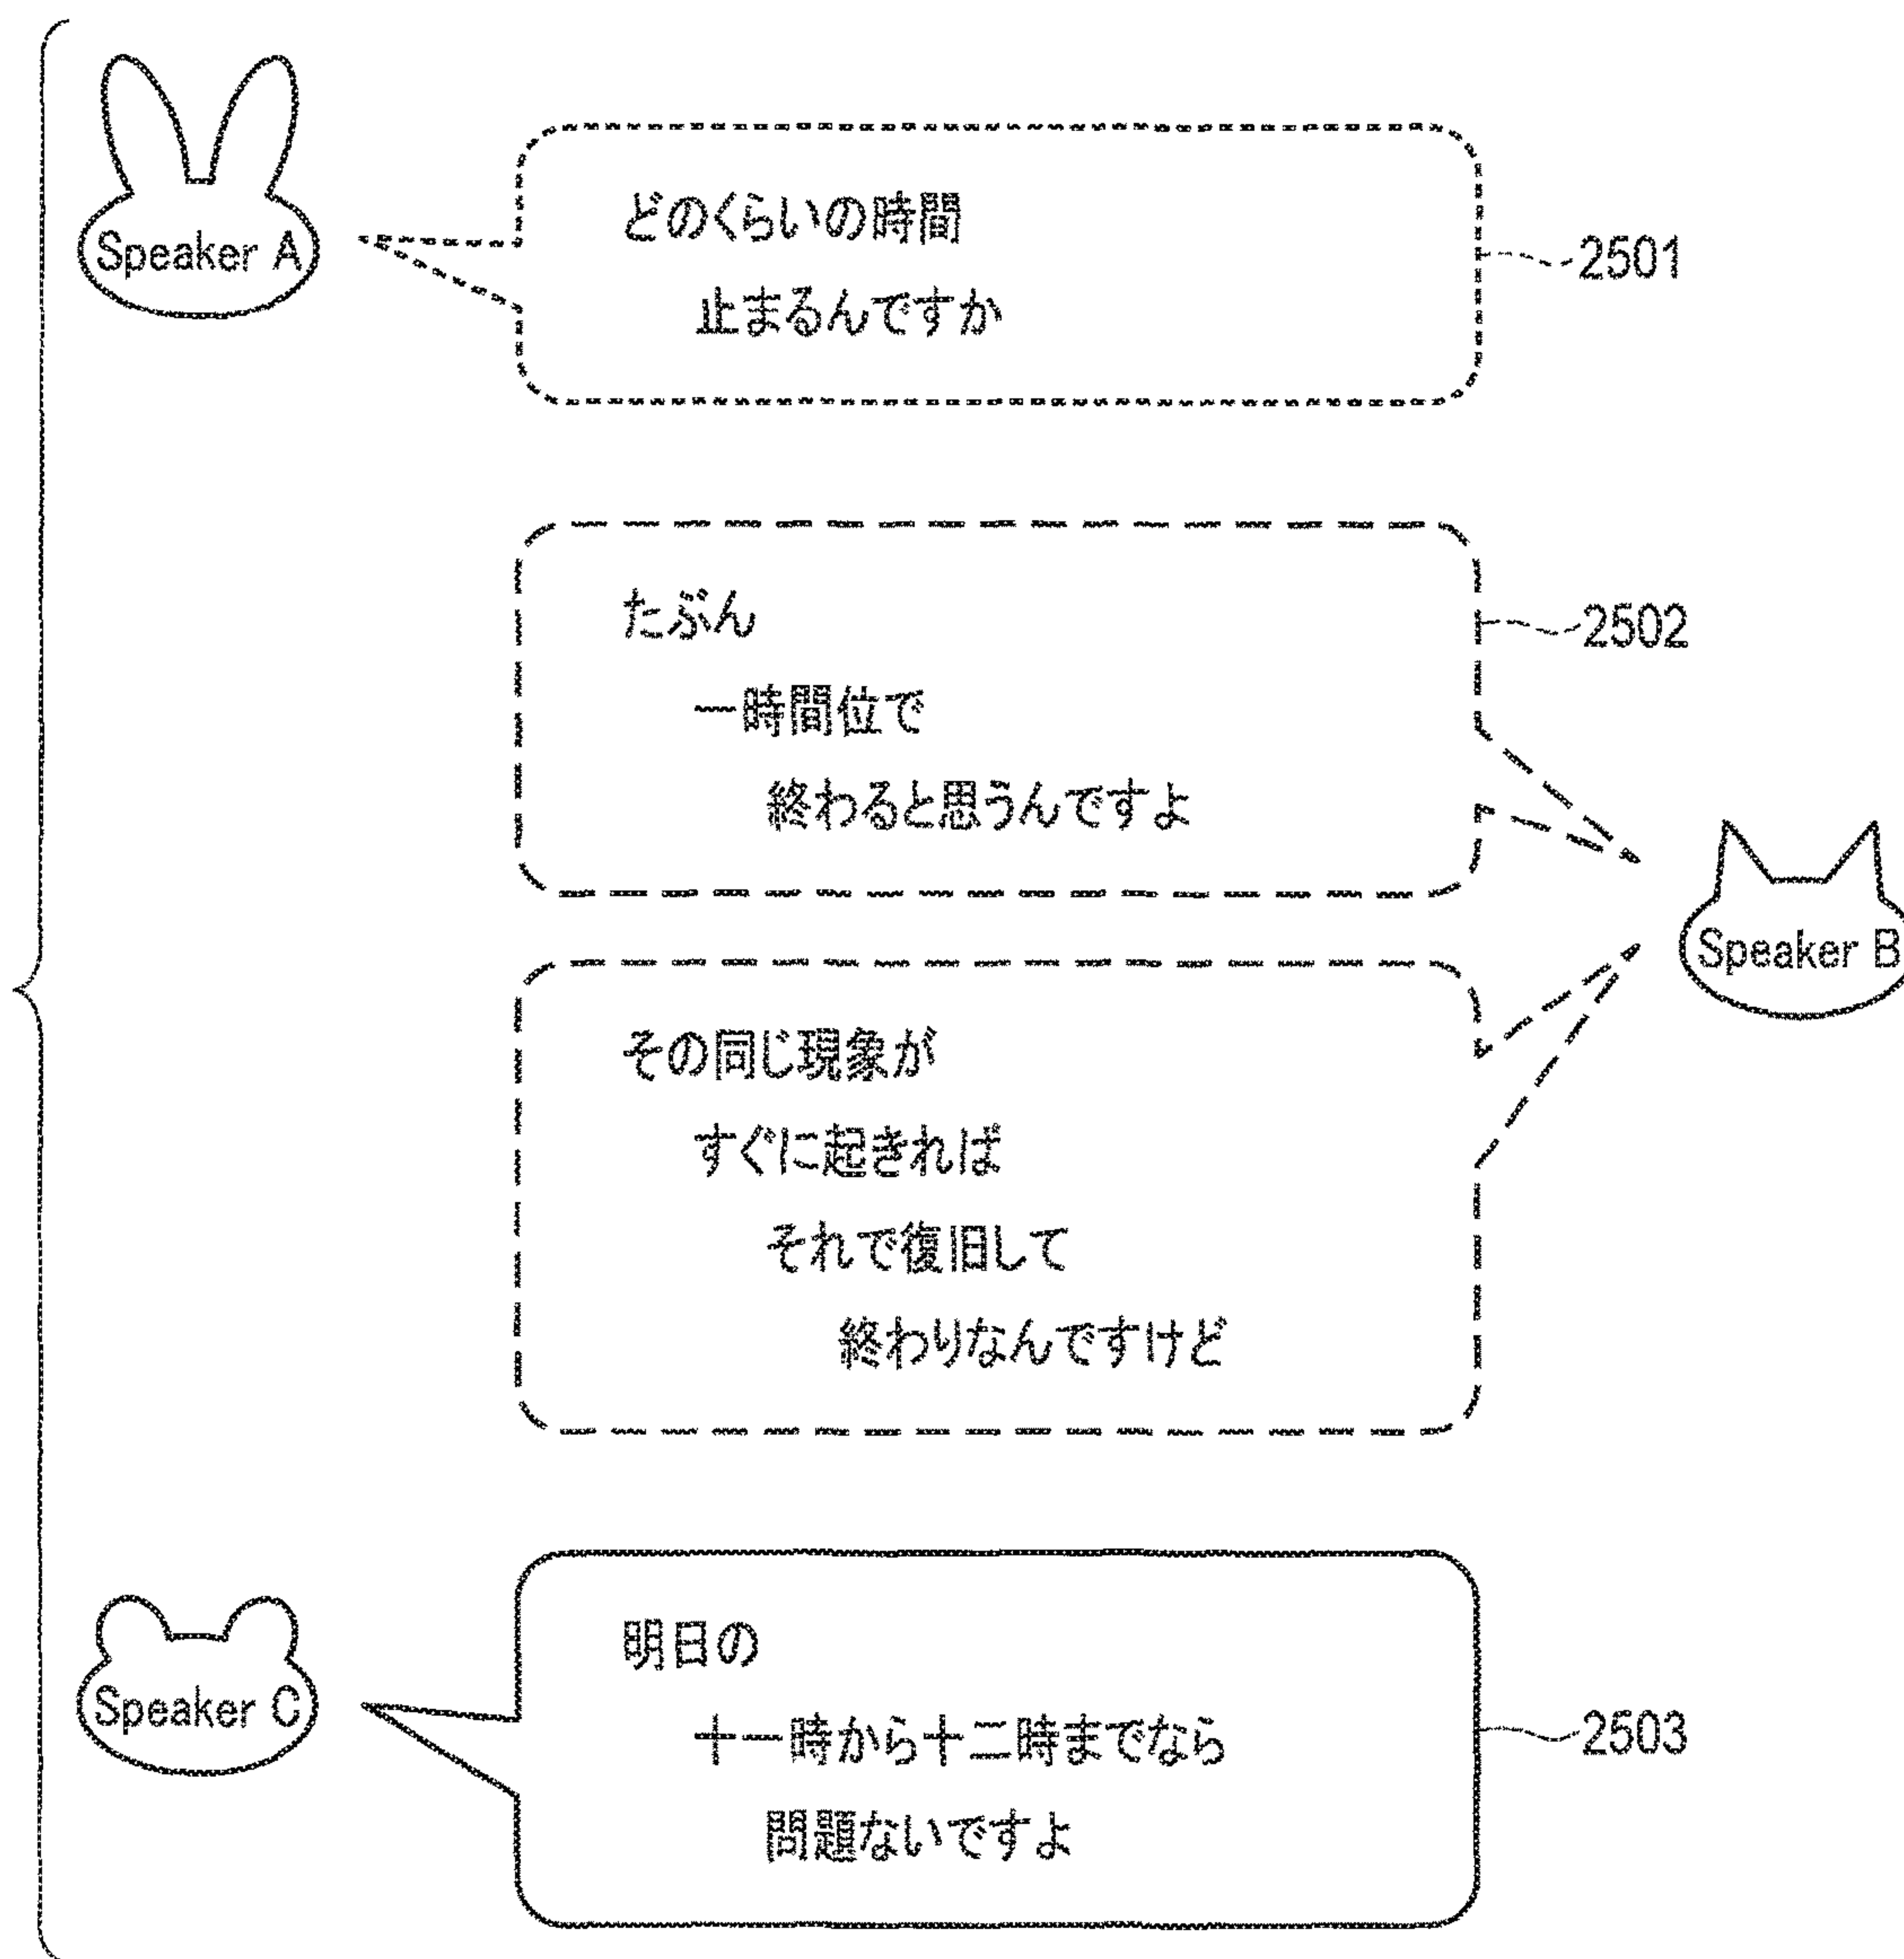 Speaker A
どのくらいの時間
止まるんですか
2501
たぶん
一時間位で
終わると思うんですよ
2502
Speaker B
その同じ現象が
すぐに起きれば
それで復旧して
終わりなんですけど
Speaker C
明日の
十一時から十二時までなら
問題ないですよ
2503